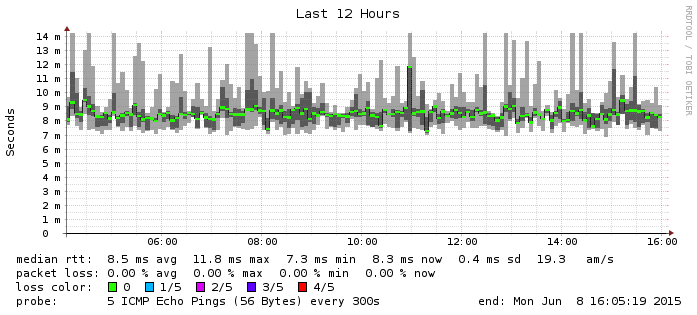 Last 12 Hours
RRDTOOL / TOBI OETIKER
Seconds
14 m
13 m
12 m
11 m
10 m
9 m
8 m
7 m
6 m
5 m
4 m
3 m
2 m
1 m
0
06:00 08:00 10:00 12:00 14:00 16:00
median rtt: 8.5 ms avg 11.8 ms max 7.3 ms min 8.3 ms now 0.4 ms sd 19.3 am/s
packet loss: 0.00 % avg 0.00 % max 0.00 % min 0.00 % now
loss color: 0 1/5 2/5 3/5 4/5
probe: 5 ICMP Echo Pings (56 Bytes) every 300s end: Mon Jun 8 16:05:19 2015